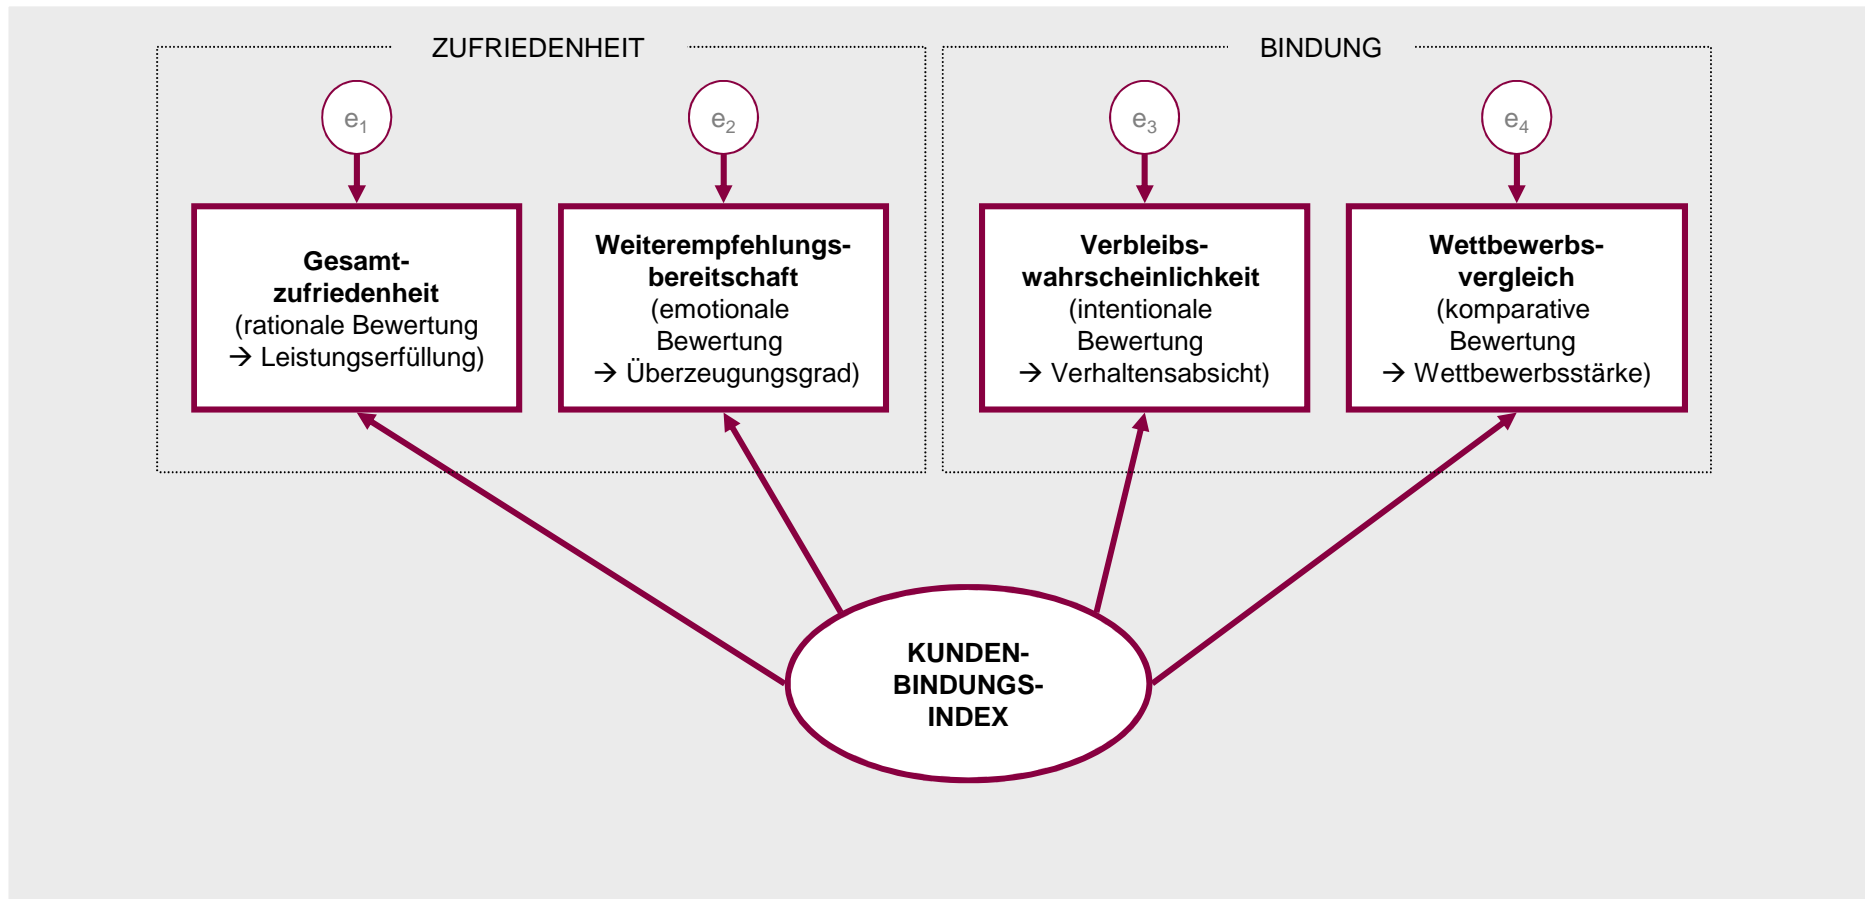 ZUFRIEDENHEIT
BINDUNG
e1
e2
e3
e4
Gesamt-
zufriedenheit
(rationale Bewertung
→ Leistungserfüllung)
Weiterempfehlungs-
bereitschaft
(emotionale
Bewertung
→ Überzeugungsgrad)
Verbleibs-
wahrscheinlichkeit
(intentionale
Bewertung
→ Verhaltensabsicht)
Wettbewerbs-
vergleich
(komparative
Bewertung
→ Wettbewerbsstärke)
KUNDEN-
BINDUNGS-
INDEX